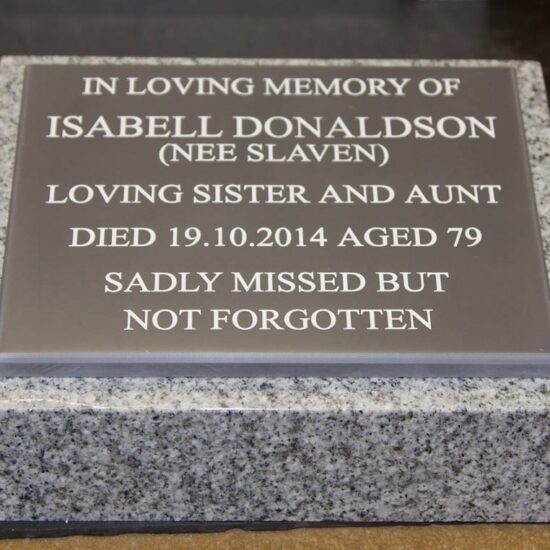 IN LOVING MEMORY OF
ISABELL DONALDSON
(NEE SLAVEN)
LOVING SISTER AND AUNT
DIED 19.10.2014 AGED 79
SADLY MISSED BUT
NOT FORGOTTEN